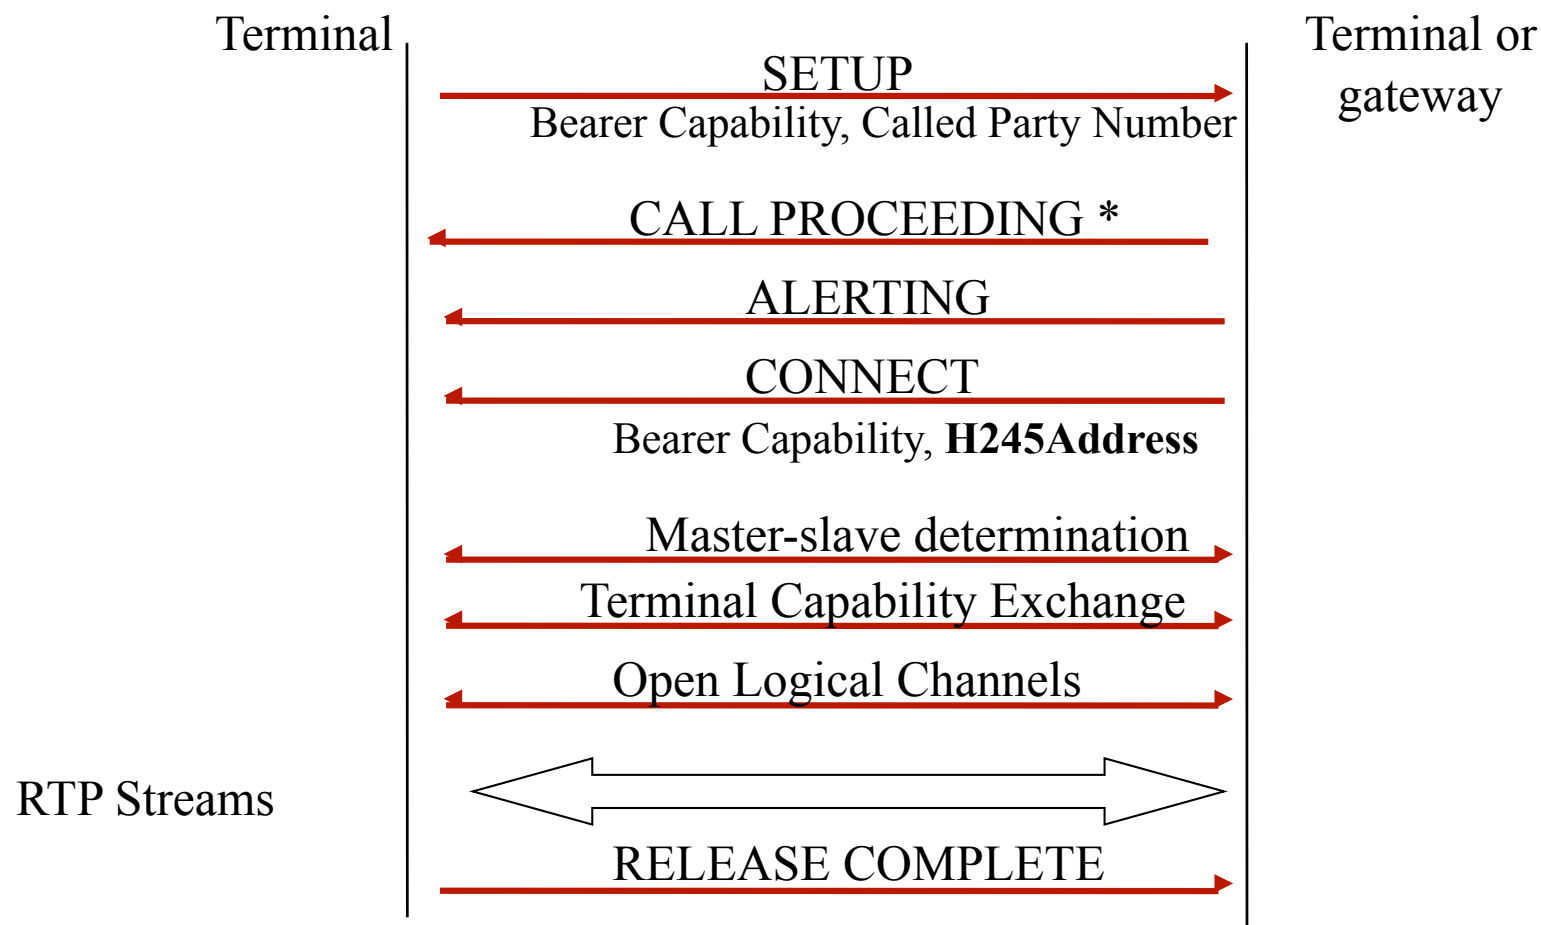 Terminal
Terminal or
gateway
SETUP
Bearer Capability, Called Party Number
CALL PROCEEDING *
ALERTING
CONNECT
Bearer Capability, H245Address
Master-slave determination
Terminal Capability Exchange
Open Logical Channels
RTP Streams
RELEASE COMPLETE